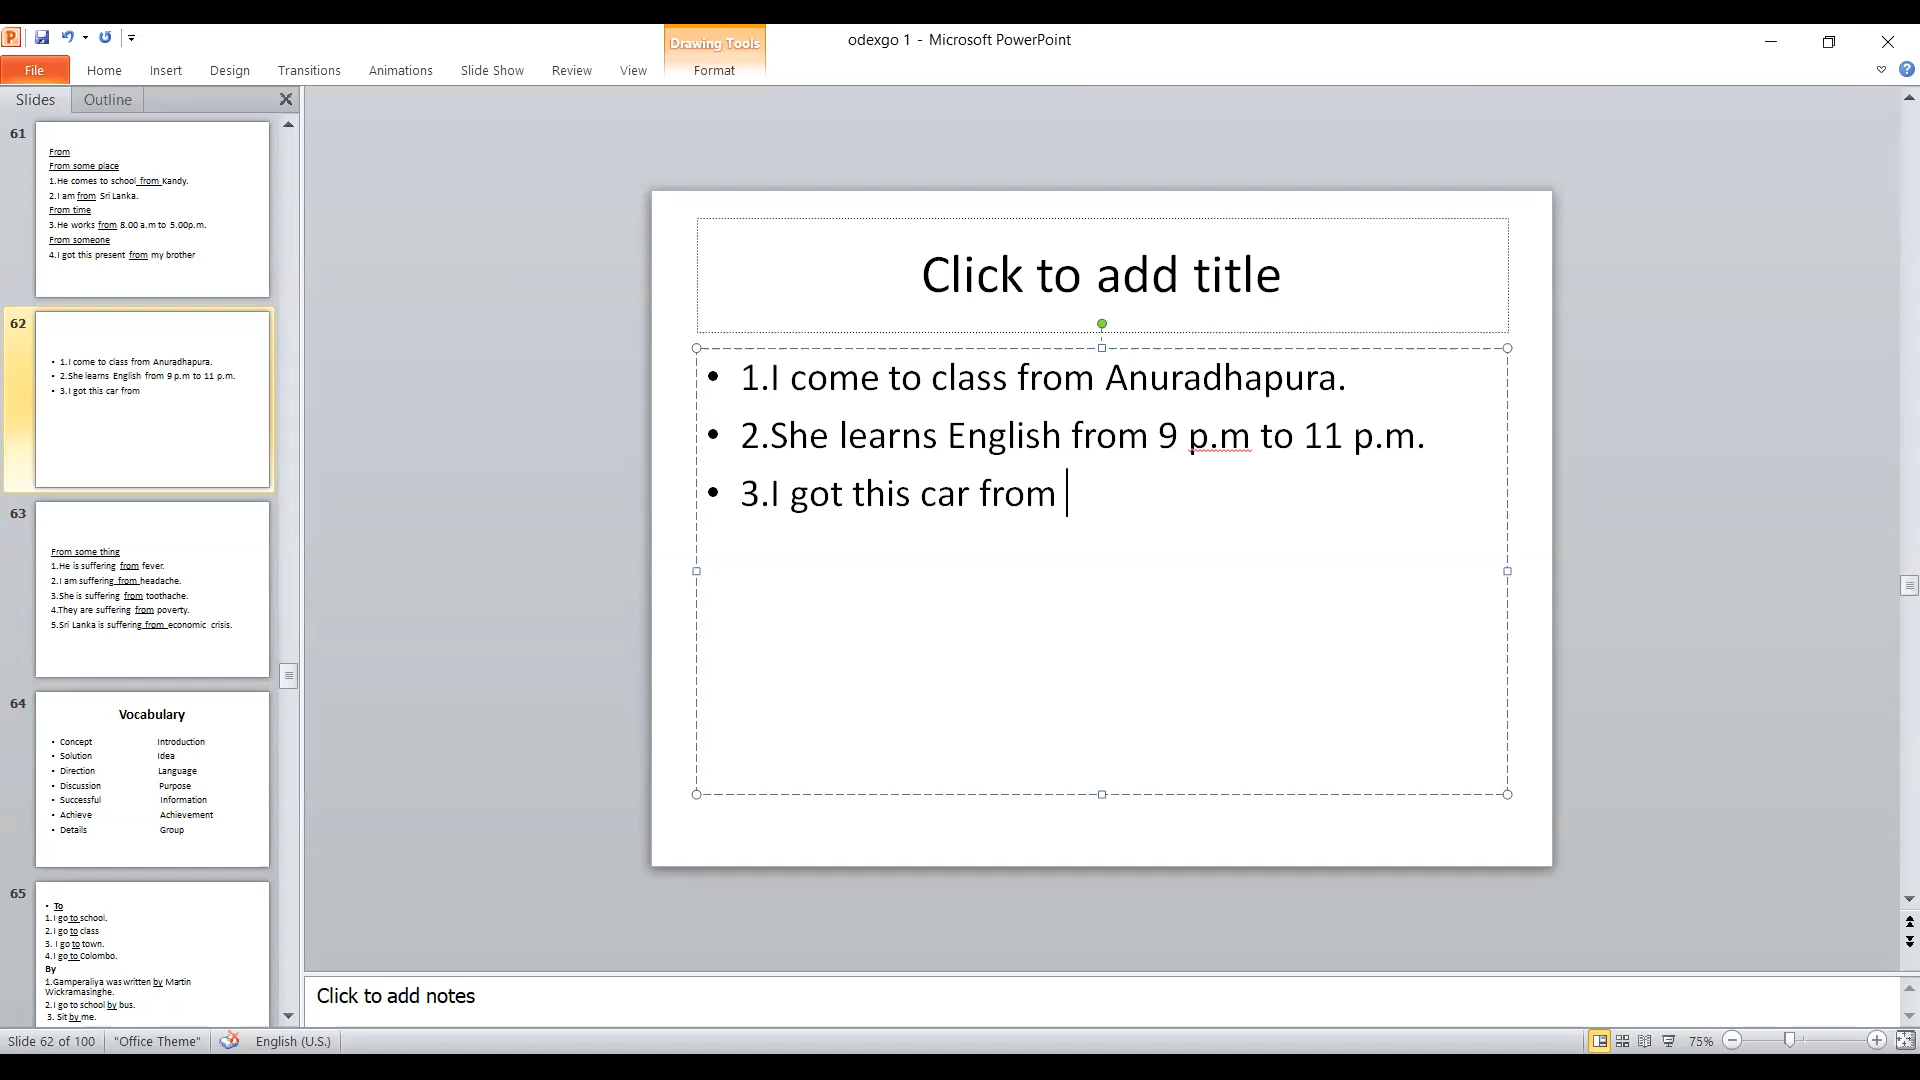 Drawing Tools
odexgo 1 - Microsoft PowerPoint
File Home Insert Design Transitions Animations Slide Show Review View Format
Slides Outline
61
From
From some place
1.He comes to school from Kandy.
2.I am from Sri Lanka.
From time
3.He works from 8.00 a.m to 5.00p.m.
From someone
4.I got this present from my brother
62
• 1.I come to class from Anuradhapura.
• 2.She learns English from 9 p.m to 11 p.m.
• 3.I got this car from
63
From some thing
1.He is suffering from fever.
2.I am suffering from headache.
3.She is suffering from toothache.
4.They are suffering from poverty.
5.Sri Lanka is suffering from economic crisis.
64
Vocabulary
• Concept Introduction
• Solution Idea
• Direction Language
• Discussion Purpose
• Successful Information
• Achieve Achievement
• Details Group
65
• To
1.I go to school.
2.I go to class
3. I go to town.
4.I go to Colombo.
By
1.Gamperaliya was written by Martin
Wickramasinghe.
2.I go to school by bus.
3. Sit by me.
Click to add title
• 1.I come to class from Anuradhapura.
• 2.She learns English from 9 p.m to 11 p.m.
• 3.I got this car from
Click to add notes
Slide 62 of 100 "Office Theme" English (U.S.) 75%